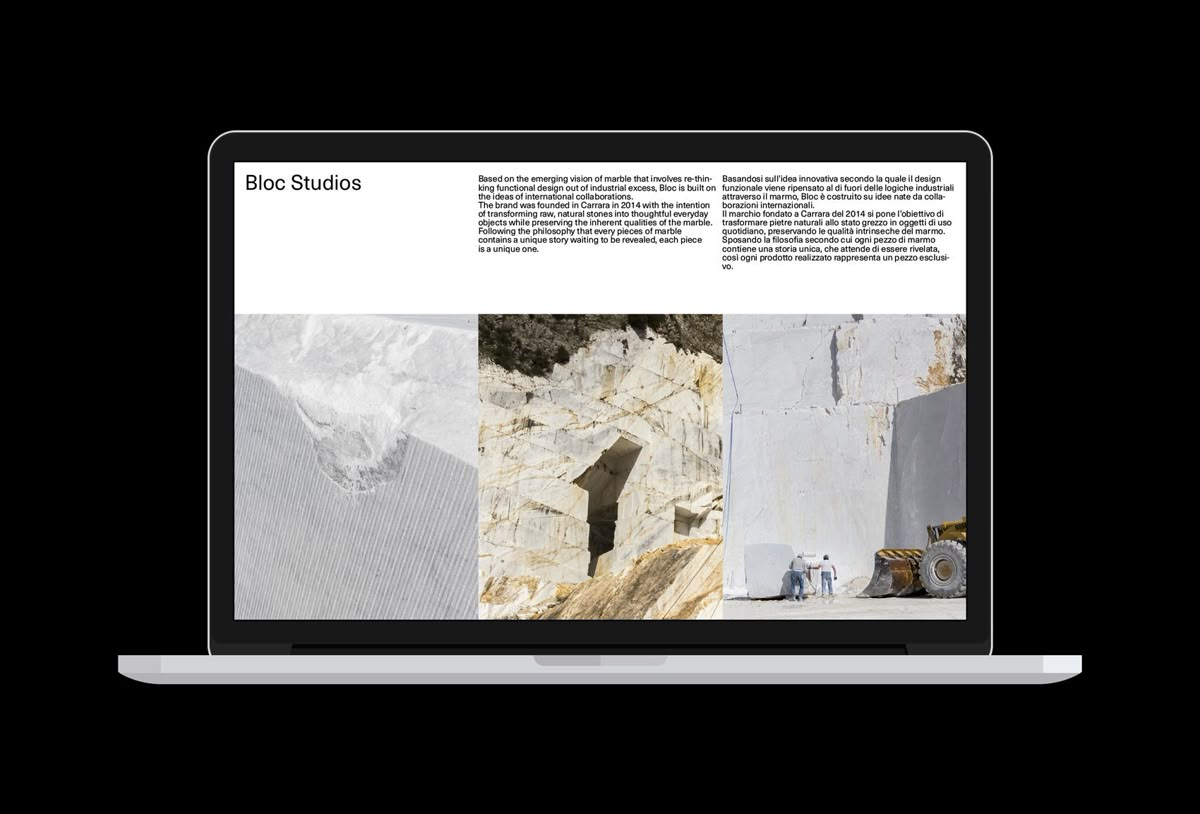 Bloc Studios
Based on the emerging vision of marble that involves re-thin-
king functional design out of industrial excess, Bloc is built on
the ideas of international collaborations.
The brand was founded in Carrara in 2014 with the intention
of transforming raw, natural stones into thoughtful everyday
objects while preserving the inherent qualities of the marble.
Following the philosophy that every pieces of marble
contains a unique story waiting to be revealed, each piece
is a unique one.
Basandosi sull'idea innovativa secondo la quale il design
funzionale viene ripensato al di fuori delle logiche industriali
attraverso il marmo, Bloc è costruito su idee nate da colla-
borazioni internazionali.
Il marchio fondato a Carrara del 2014 si pone l'obiettivo di
trasformare pietre naturali allo stato grezzo in oggetti di uso
quotidiano, preservando le qualità intrinseche del marmo.
Sposando la filosofia secondo cui ogni pezzo di marmo
contiene una storia unica, che attende di essere rivelata,
così ogni prodotto realizzato rappresenta un pezzo esclusi-
vo.